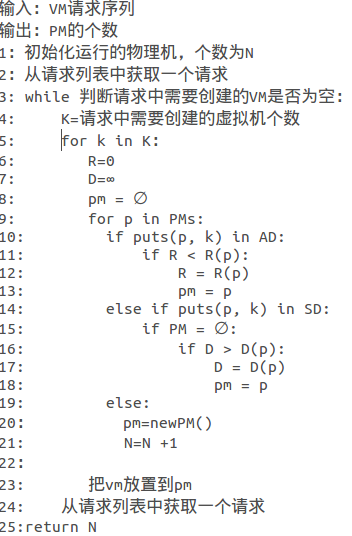 输入: VM请求序列
输出: PM的个数
1: 初始化运行的物理机，个数为N
2: 从请求列表中获取一个请求
3: while 判断请求中需要创建的VM是否为空:
4:    K=请求中需要创建的虚拟机个数
5:    for k in K:
6:       R=0
7:       D=∞
8:       pm = ∅
9:       for p in PMs:
10:         if puts(p, k) in AD:
11:             if R < R(p):
12:                 R = R(p)
13:                 pm = p
14:         else if puts(p, k) in SD:
15:             if PM = ∅:
16:                 if D > D(p):
17:                     D = D(p)
18:                     pm = p
19:         else:
20:           pm=newPM()
21:           N=N +1
22:
23:       把vm放置到pm
24:    从请求列表中获取一个请求
25:return N